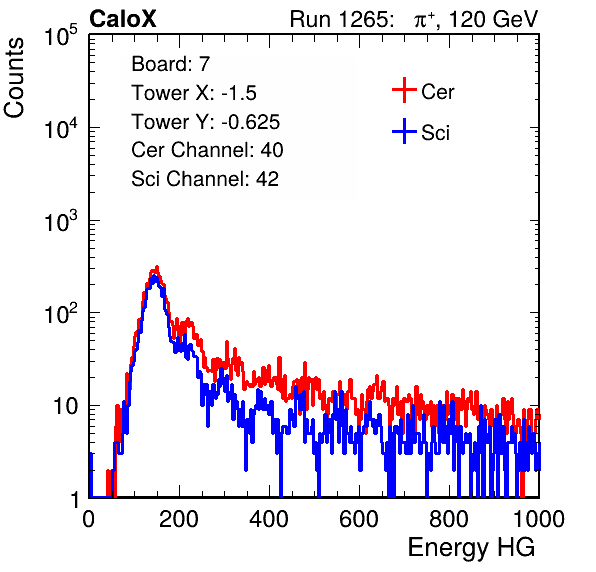 CaloX Run 1265: π⁺, 120 GeV
Counts
10⁵
10⁴
10³
10²
10
1
Board: 7
Tower X: -1.5
Tower Y: -0.625
Cer Channel: 40
Sci Channel: 42
Cer
Sci
0 200 400 600 800 1000
Energy HG